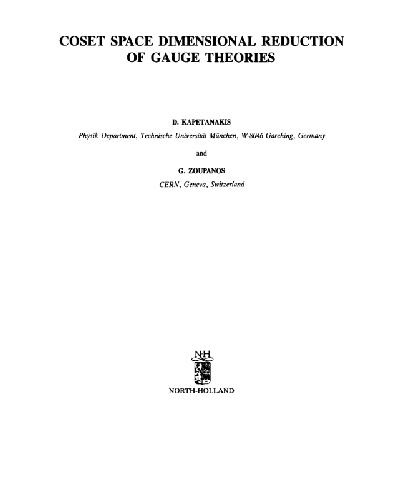 COSET SPACE DIMENSIONAL REDUCTION
OF GAUGE THEORIES
D. KAPETANAKIS
Physik Department, Technische Universität München, W-8046 Garching, Germany
and
G. ZOUPANOS
CERN, Geneva, Switzerland
N·H
NORTH-HOLLAND